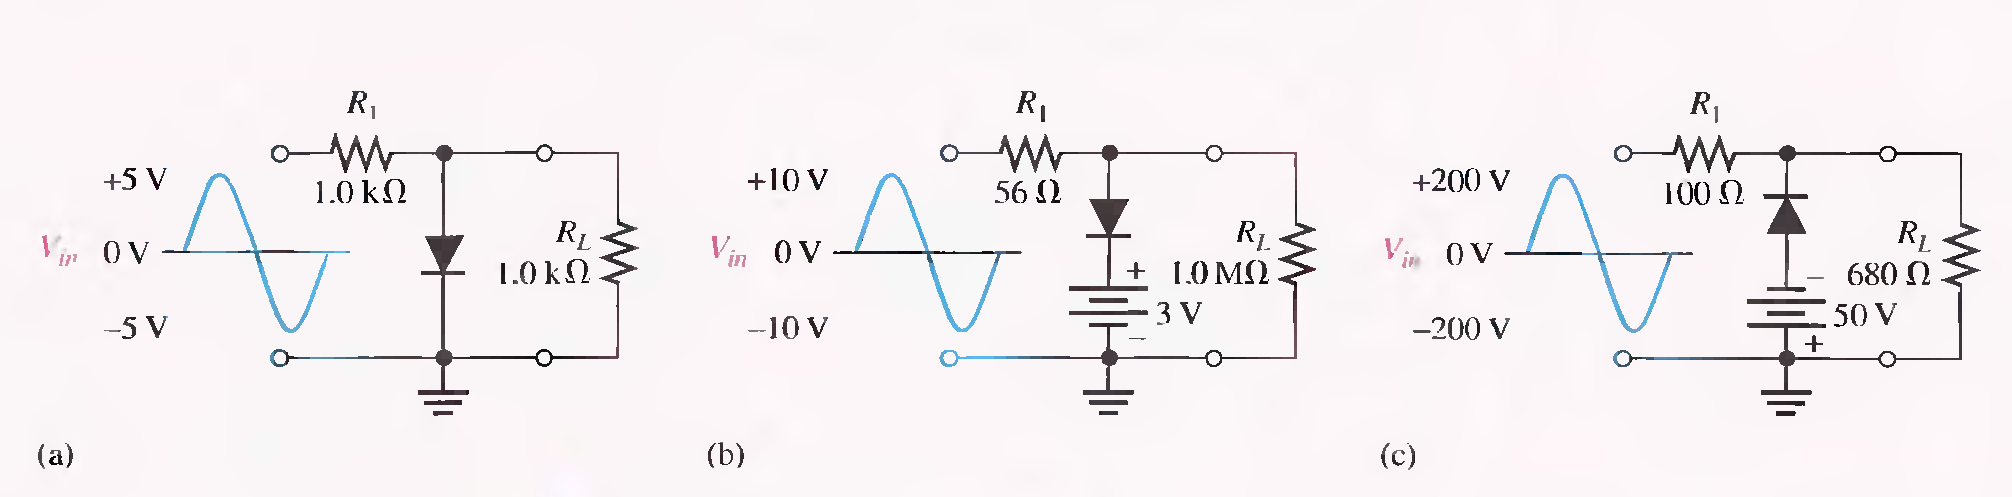 R1
1.0 kΩ
+5 V
Vin 0 V
–5 V
RL
1.0 kΩ
(a)
R1
56 Ω
+10 V
Vin 0 V
–10 V
+
3 V
–
RL
1.0 MΩ
(b)
R1
100 Ω
+200 V
Vin 0 V
–200 V
–
50 V
+
RL
680 Ω
(c)